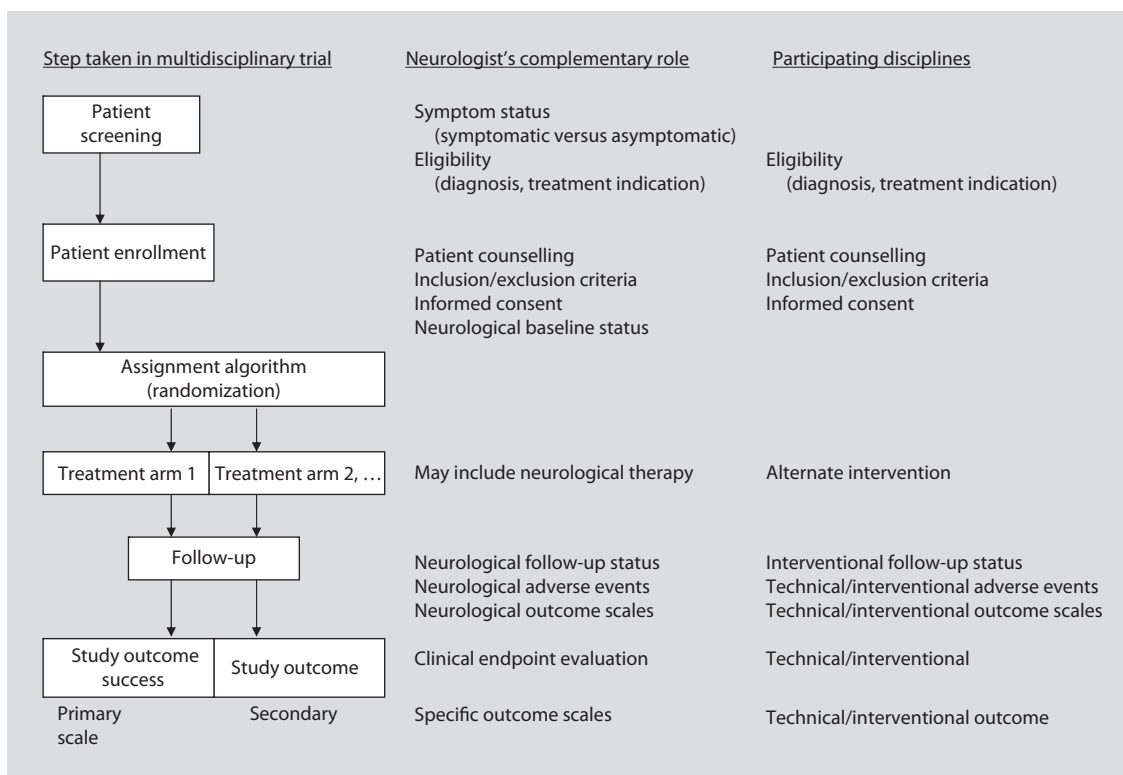 Step taken in multidisciplinary trial
Neurologist's complementary role
Participating disciplines
Patient
screening
Symptom status
(symptomatic versus asymptomatic)
Eligibility
(diagnosis, treatment indication)
Eligibility
(diagnosis, treatment indication)
Patient enrollment
Patient counselling
Inclusion/exclusion criteria
Informed consent
Neurological baseline status
Patient counselling
Inclusion/exclusion criteria
Informed consent
Assignment algorithm
(randomization)
Treatment arm 1
Treatment arm 2, …
May include neurological therapy
Alternate intervention
Follow-up
Neurological follow-up status
Neurological adverse events
Neurological outcome scales
Interventional follow-up status
Technical/interventional adverse events
Technical/interventional outcome scales
Study outcome
success
Study outcome
Clinical endpoint evaluation
Technical/interventional
Primary
scale
Secondary
Specific outcome scales
Technical/interventional outcome